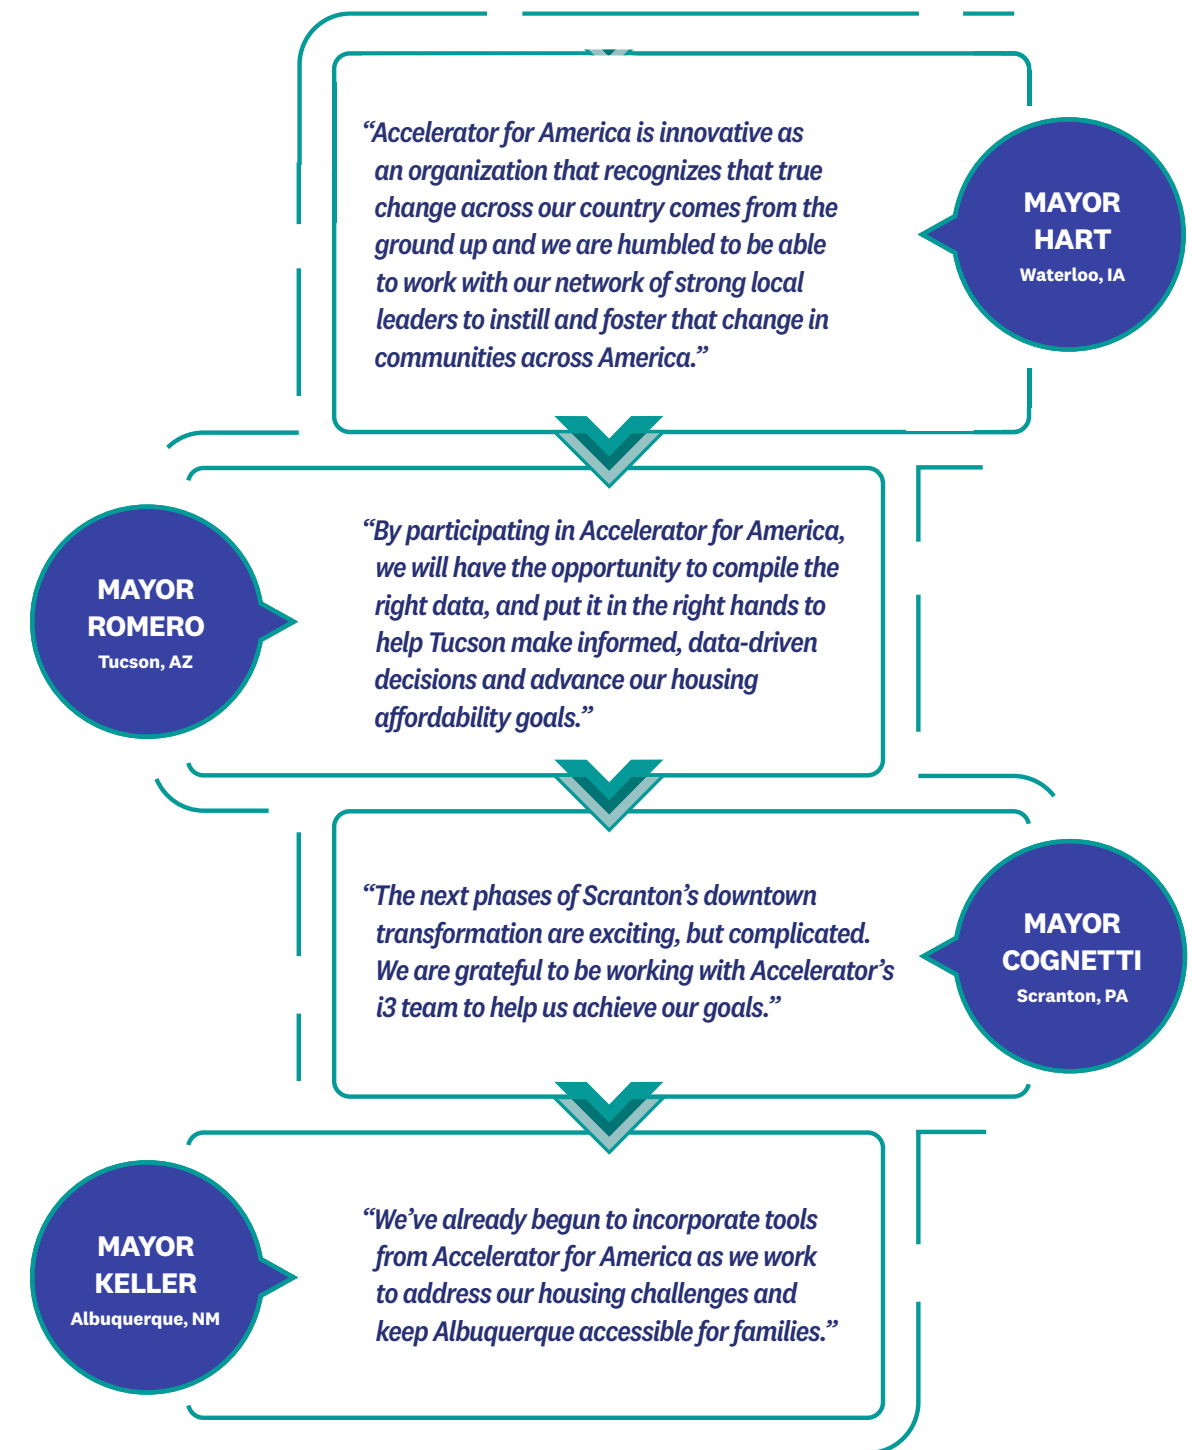 “Accelerator for America is innovative as
an organization that recognizes that true
change across our country comes from the
ground up and we are humbled to be able
to work with our network of strong local
leaders to instill and foster that change in
communities across America.”
MAYOR
HART
Waterloo, IA
MAYOR
ROMERO
Tucson, AZ
“By participating in Accelerator for America,
we will have the opportunity to compile the
right data, and put it in the right hands to
help Tucson make informed, data-driven
decisions and advance our housing
affordability goals.”
“The next phases of Scranton’s downtown
transformation are exciting, but complicated.
We are grateful to be working with Accelerator’s
i3 team to help us achieve our goals.”
MAYOR
COGNETTI
Scranton, PA
MAYOR
KELLER
Albuquerque, NM
“We’ve already begun to incorporate tools
from Accelerator for America as we work
to address our housing challenges and
keep Albuquerque accessible for families.”